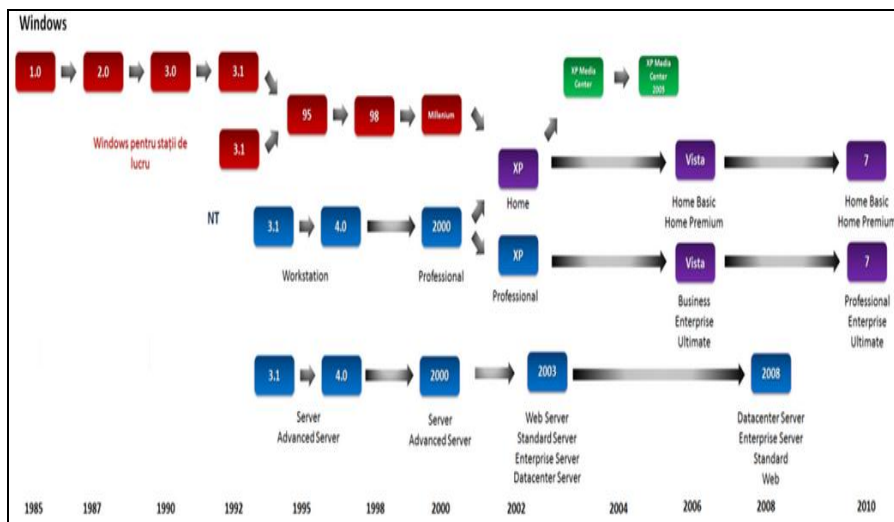 Windows
1.0
2.0
3.0
3.1
XP Media
Center
XP Media
Center
2005
95
98
Millenium
Windows pentru stații de
lucru
3.1
XP
Home
Vista
Home Basic
Home Premium
7
Home Basic
Home Premium
NT
3.1
4.0
Workstation
2000
Professional
XP
Professional
Vista
Business
Enterprise
Ultimate
7
Professional
Enterprise
Ultimate
3.1
4.0
Server
Advanced Server
2000
Server
Advanced Server
2003
Web Server
Standard Server
Enterprise Server
Datacenter Server
2008
Datacenter Server
Enterprise Server
Standard
Web
1985 1987 1990 1992 1995 1998 2000 2002 2004 2006 2008 2010